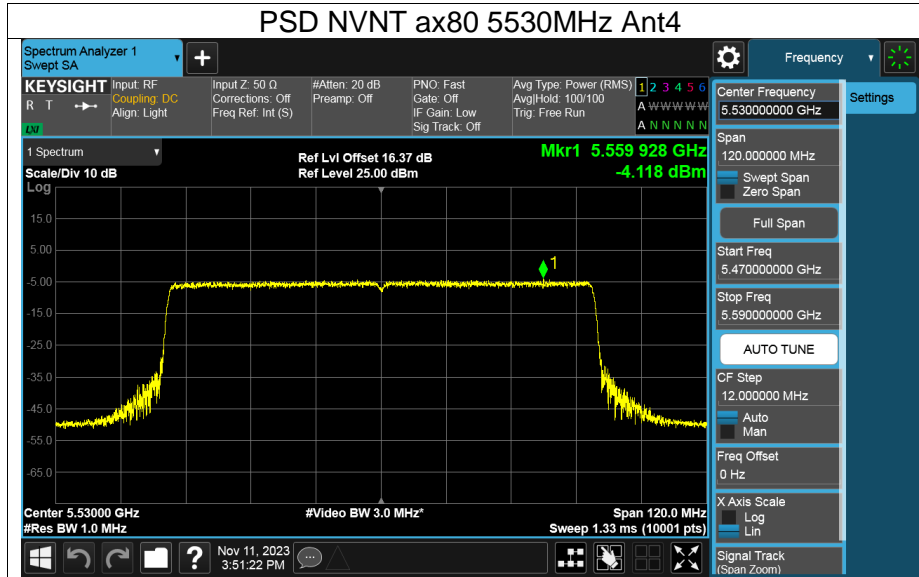 PSD NVNT ax80 5530MHz Ant4
Spectrum Analyzer 1
Swept SA
+
Frequency
KEYSIGHT
R T
LXI
Input: RF
Coupling: DC
Align: Light
Input Z: 50 Ω
Corrections: Off
Freq Ref: Int (S)
#Atten: 20 dB
Preamp: Off
PNO: Fast
Gate: Off
IF Gain: Low
Sig Track: Off
Avg Type: Power (RMS)
Avg|Hold: 100/100
Trig: Free Run
1 2 3 4 5 6
A W W W W W
A N N N N N
Center Frequency
5.530000000 GHz
Settings
1 Spectrum
Scale/Div 10 dB
Ref Lvl Offset 16.37 dB
Ref Level 25.00 dBm
Mkr1 5.559 928 GHz
-4.118 dBm
Log
15.0
5.00
-5.00
-15.0
-25.0
-35.0
-45.0
-55.0
-65.0
1
Center 5.53000 GHz
#Res BW 1.0 MHz
#Video BW 3.0 MHz*
Span 120.0 MHz
Sweep 1.33 ms (10001 pts)
Span
120.000000 MHz
Swept Span
Zero Span
Full Span
Start Freq
5.470000000 GHz
Stop Freq
5.590000000 GHz
AUTO TUNE
CF Step
12.000000 MHz
Auto
Man
Freq Offset
0 Hz
X Axis Scale
Log
Lin
Signal Track
(Span Zoom)
?
Nov 11, 2023
3:51:22 PM